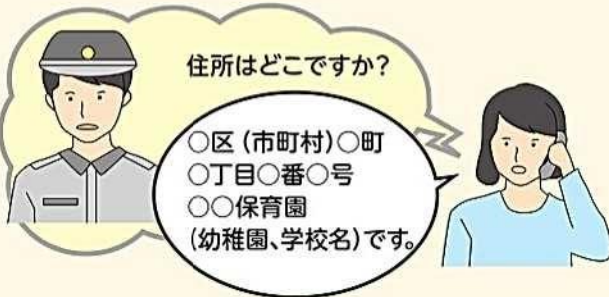 住所はどこですか?
○区(市町村)○町
○丁目○番○号
○○保育園
(幼稚園、学校名)です。